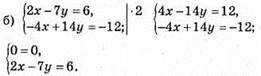 б) {2x − 7y = 6, | · 2 {4x − 14y = 12,
{−4x + 14y = −12; | {−4x + 14y = −12;
{0 = 0,
{2x − 7y = 6.